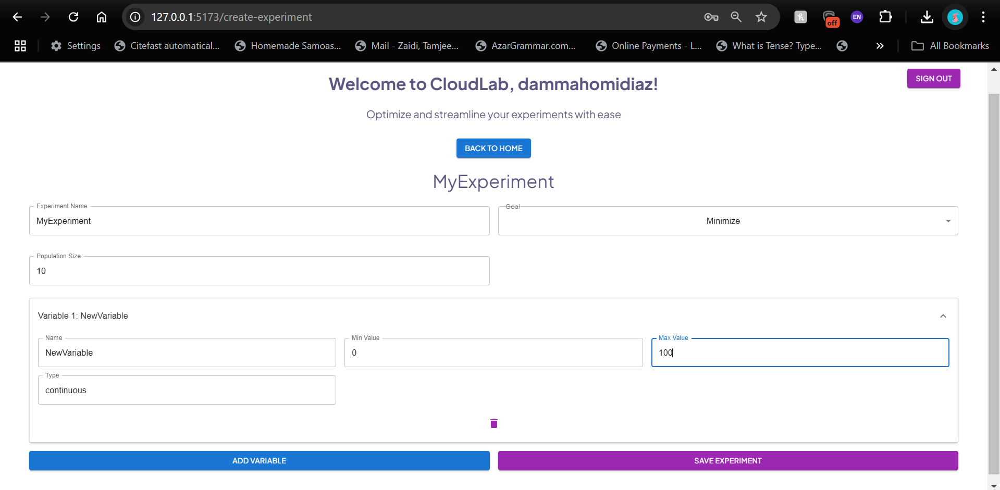 127.0.0.1:5173/create-experiment
off
EN
Settings
Citefast automatical...
Homemade Samoas...
Mail - Zaidi, Tamjee...
AzarGrammar.com...
Online Payments - L...
What is Tense? Type...
All Bookmarks
Welcome to CloudLab, dammahomidiaz!
SIGN OUT
Optimize and streamline your experiments with ease
BACK TO HOME
MyExperiment
Experiment Name
MyExperiment
Goal
Minimize
Population Size
10
Variable 1: NewVariable
Name
NewVariable
Min Value
0
Max Value
100
Type
continuous
ADD VARIABLE
SAVE EXPERIMENT